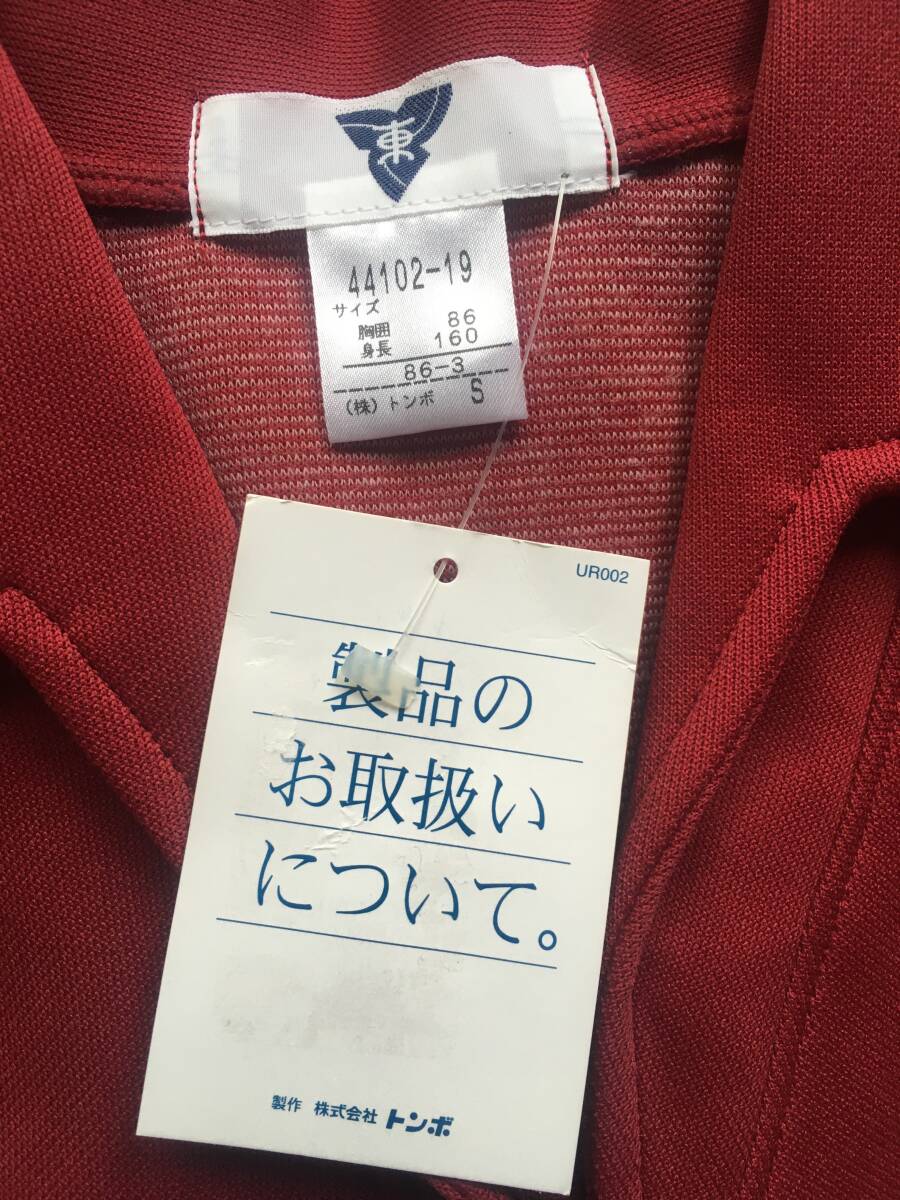 東
44102-19
サイズ
胸囲 86
身長 160
86-3
(株)トンボ S
UR002
製品の
お取扱い
について。
製作 株式会社 トンボ